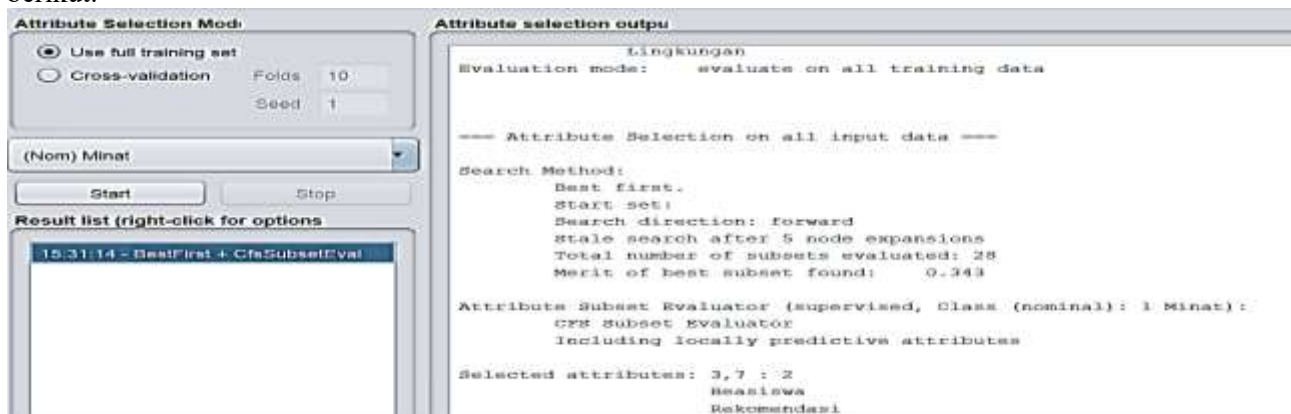 berikut.
Attribute Selection Mod
Use full training set
Cross-validation Folds 10
Seed 1
(Nom) Minat
Start Stop
Result list (right-click for options
15:31:14 - BestFirst + CfsSubsetEval
Attribute selection outpu
Lingkungan
Evaluation mode: evaluate on all training data
=== Attribute Selection on all input data ===
Search Method:
Best first.
Start set:
Search direction: forward
Stale search after 5 node expansions
Total number of subsets evaluated: 28
Merit of best subset found: 0.343
Attribute Subset Evaluator (supervised, Class (nominal): 1 Minat):
CFS Subset Evaluator
Including locally predictive attributes
Selected attributes: 3,7 : 2
Beasiswa
Rekomendasi